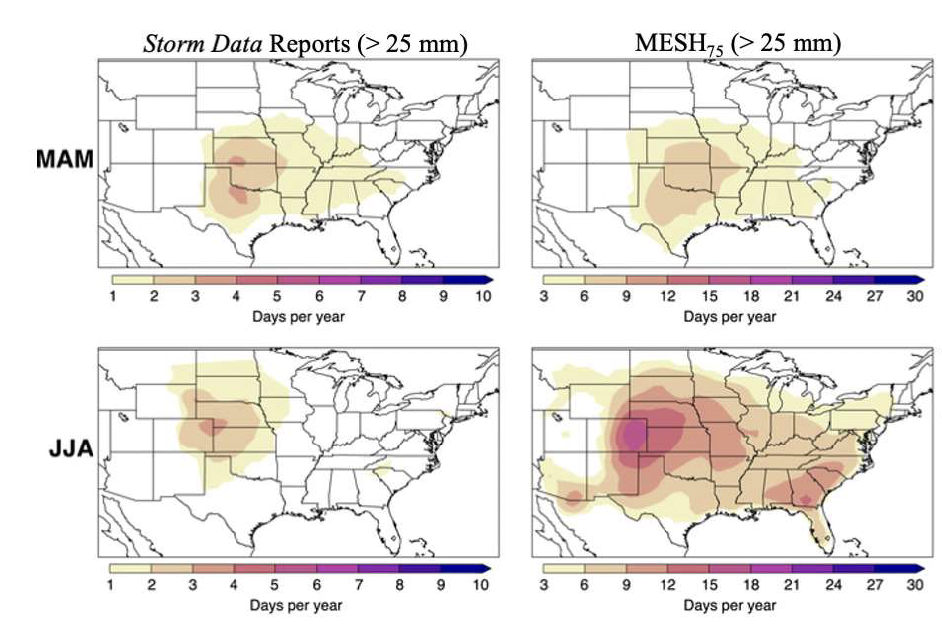 Storm Data Reports (> 25 mm)
MESH75 (> 25 mm)
MAM
1 2 3 4 5 6 7 8 9 10
Days per year
3 6 9 12 15 18 21 24 27 30
Days per year
JJA
1 2 3 4 5 6 7 8 9 10
Days per year
3 6 9 12 15 18 21 24 27 30
Days per year